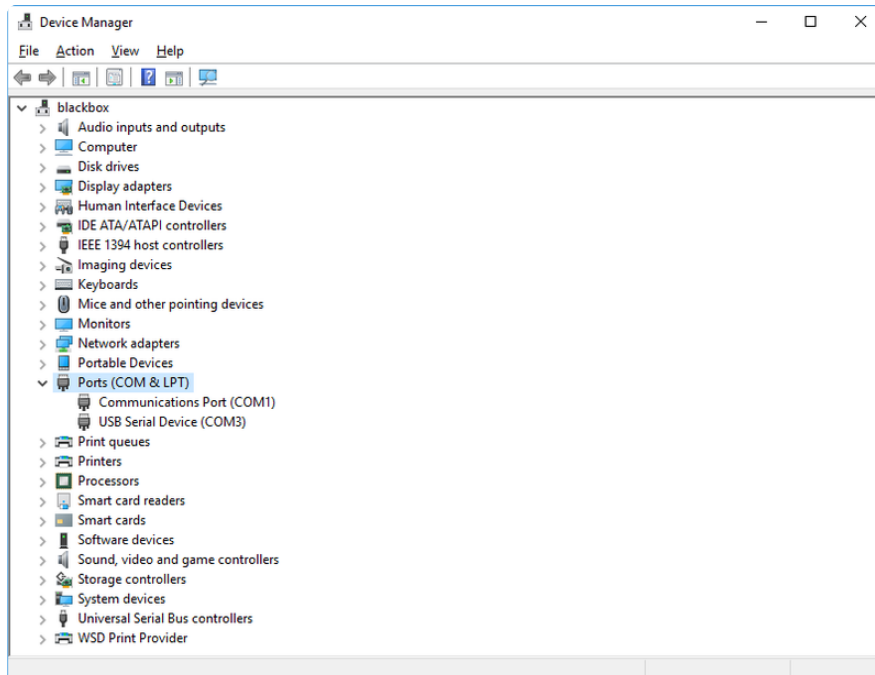 Device Manager
File Action View Help
blackbox
Audio inputs and outputs
Computer
Disk drives
Display adapters
Human Interface Devices
IDE ATA/ATAPI controllers
IEEE 1394 host controllers
Imaging devices
Keyboards
Mice and other pointing devices
Monitors
Network adapters
Portable Devices
Ports (COM & LPT)
Communications Port (COM1)
USB Serial Device (COM3)
Print queues
Printers
Processors
Smart card readers
Smart cards
Software devices
Sound, video and game controllers
Storage controllers
System devices
Universal Serial Bus controllers
WSD Print Provider